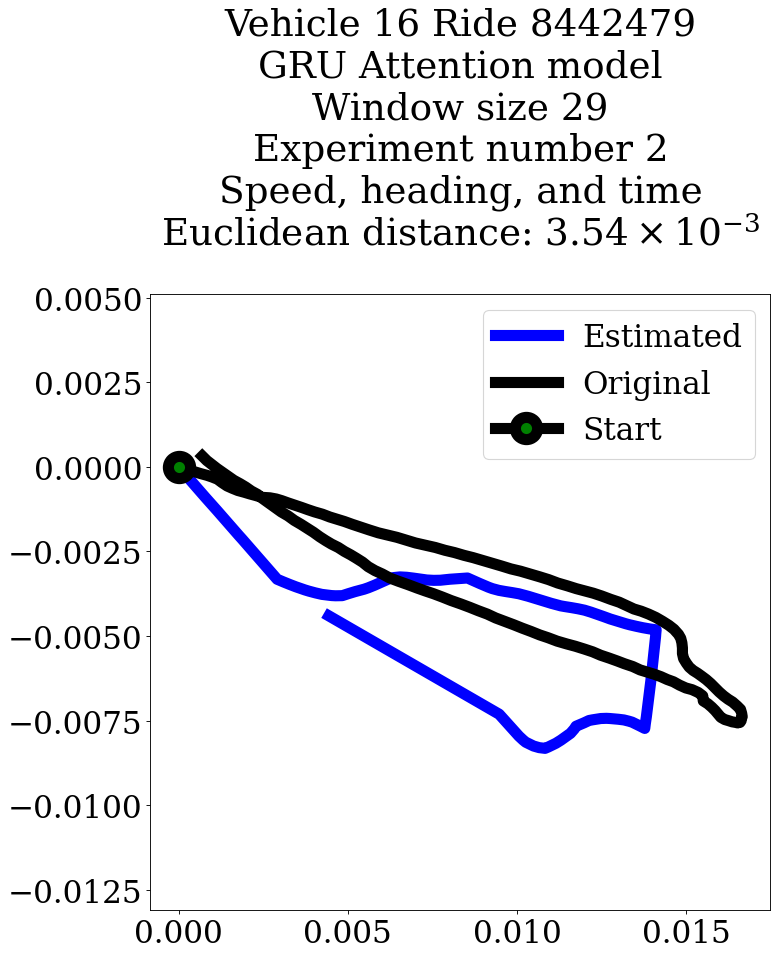 Vehicle 16 Ride 8442479
GRU Attention model
Window size 29
Experiment number 2
Speed, heading, and time
Euclidean distance: 3.54 × 10⁻³
0.0050
0.0025
0.0000
−0.0025
−0.0050
−0.0075
−0.0100
−0.0125
Estimated
Original
Start
0.000
0.005
0.010
0.015